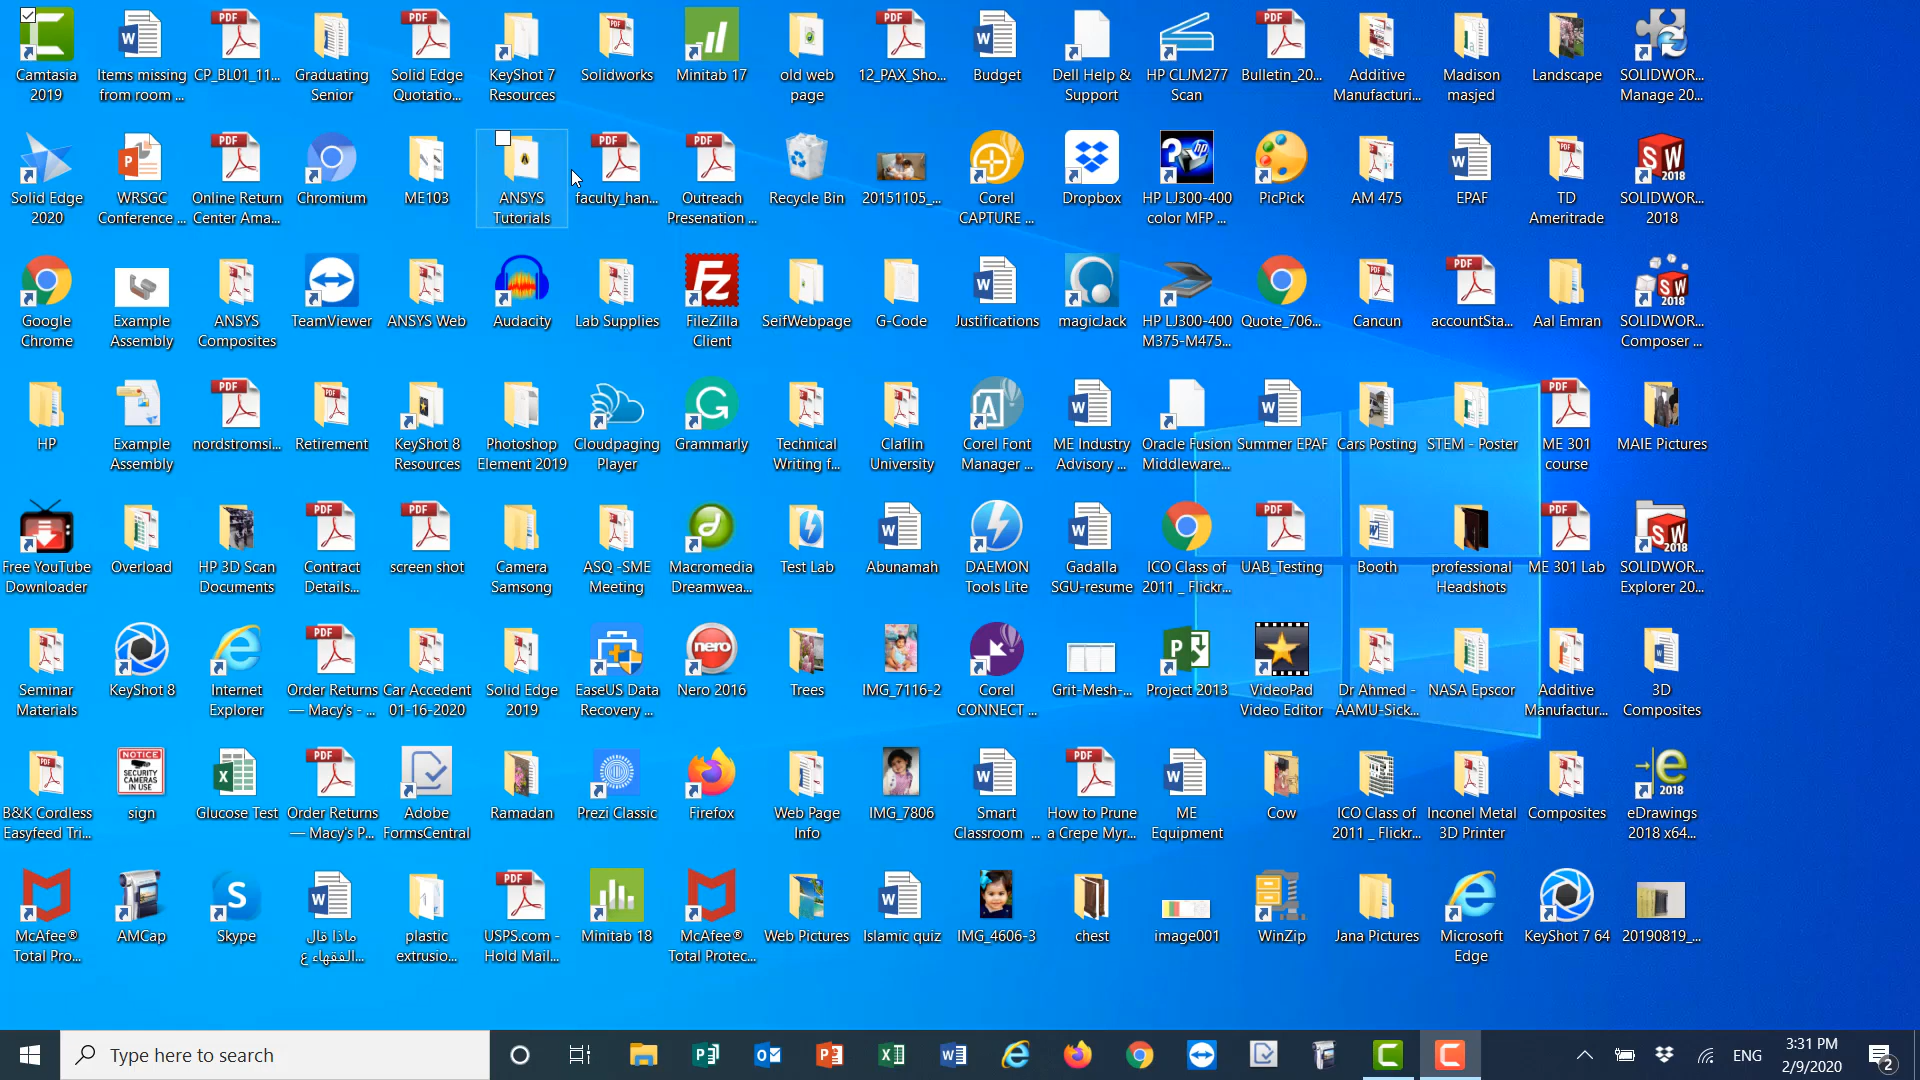 Camtasia
2019
Items missing
from room ...
CP_BL01_11...
Graduating
Senior
Solid Edge
Quotatio...
KeyShot 7
Resources
Solidworks
Minitab 17
old web
page
12_PAX_Sho...
Budget
Dell Help &
Support
HP CLJM277
Scan
Bulletin_20...
Additive
Manufacturi...
Madison
masjed
Landscape
SOLIDWOR...
Manage 20...
Solid Edge
2020
WRSGC
Conference ...
Online Return
Center Ama...
Chromium
ME103
ANSYS
Tutorials
faculty_han...
Outreach
Presenation ...
Recycle Bin
20151105_...
Corel
CAPTURE ...
Dropbox
HP LJ300-400
color MFP ...
PicPick
AM 475
EPAF
TD
Ameritrade
SOLIDWOR...
2018
Google
Chrome
Example
Assembly
ANSYS
Composites
TeamViewer
ANSYS Web
Audacity
Lab Supplies
FileZilla
Client
SeifWebpage
G-Code
Justifications
magicJack
HP LJ300-400
M375-M475...
Quote_706...
Cancun
accountSta...
Aal Emran
SOLIDWOR...
Composer ...
HP
Example
Assembly
nordstromsi...
Retirement
KeyShot 8
Resources
Photoshop
Element 2019
Cloudpaging
Player
Grammarly
Technical
Writing f...
Claflin
University
Corel Font
Manager ...
ME Industry
Advisory ...
Oracle Fusion
Middleware...
Summer EPAF
Cars Posting
STEM - Poster
ME 301
course
MAIE Pictures
Free YouTube
Downloader
Overload
HP 3D Scan
Documents
Contract
Details...
screen shot
Camera
Samsong
ASQ -SME
Meeting
Macromedia
Dreamwea...
Test Lab
Abunamah
DAEMON
Tools Lite
Gadalla
SGU-resume
ICO Class of
2011 _ Flickr...
UAB_Testing
Booth
professional
Headshots
ME 301 Lab
SOLIDWOR...
Explorer 20...
Seminar
Materials
KeyShot 8
Internet
Explorer
Order Returns
— Macy's - ...
Car Accedent
01-16-2020
Solid Edge
2019
EaseUS Data
Recovery ...
Nero 2016
Trees
IMG_7116-2
Corel
CONNECT ...
Grit-Mesh-...
Project 2013
VideoPad
Video Editor
Dr Ahmed -
AAMU-Sick...
NASA Epscor
Additive
Manufactur...
3D
Composites
B&K Cordless
Easyfeed Tri...
NOTICE
SECURITY
CAMERAS
IN USE
sign
Glucose Test
Order Returns
— Macy's P...
Adobe
FormsCentral
Ramadan
Prezi Classic
Firefox
Web Page
Info
IMG_7806
Smart
Classroom ...
How to Prune
a Crepe Myr...
ME
Equipment
Cow
ICO Class of
2011 _ Flickr...
Inconel Metal
3D Printer
Composites
eDrawings
2018 x64...
McAfee®
Total Pro...
AMCap
Skype
ماذا قال
الفقهاء ع...
plastic
extrusio...
USPS.com -
Hold Mail...
Minitab 18
McAfee®
Total Protec...
Web Pictures
Islamic quiz
IMG_4606-3
chest
image001
WinZip
Jana Pictures
Microsoft
Edge
KeyShot 7 64
20190819_...
Type here to search
ENG
3:31 PM
2/9/2020
2